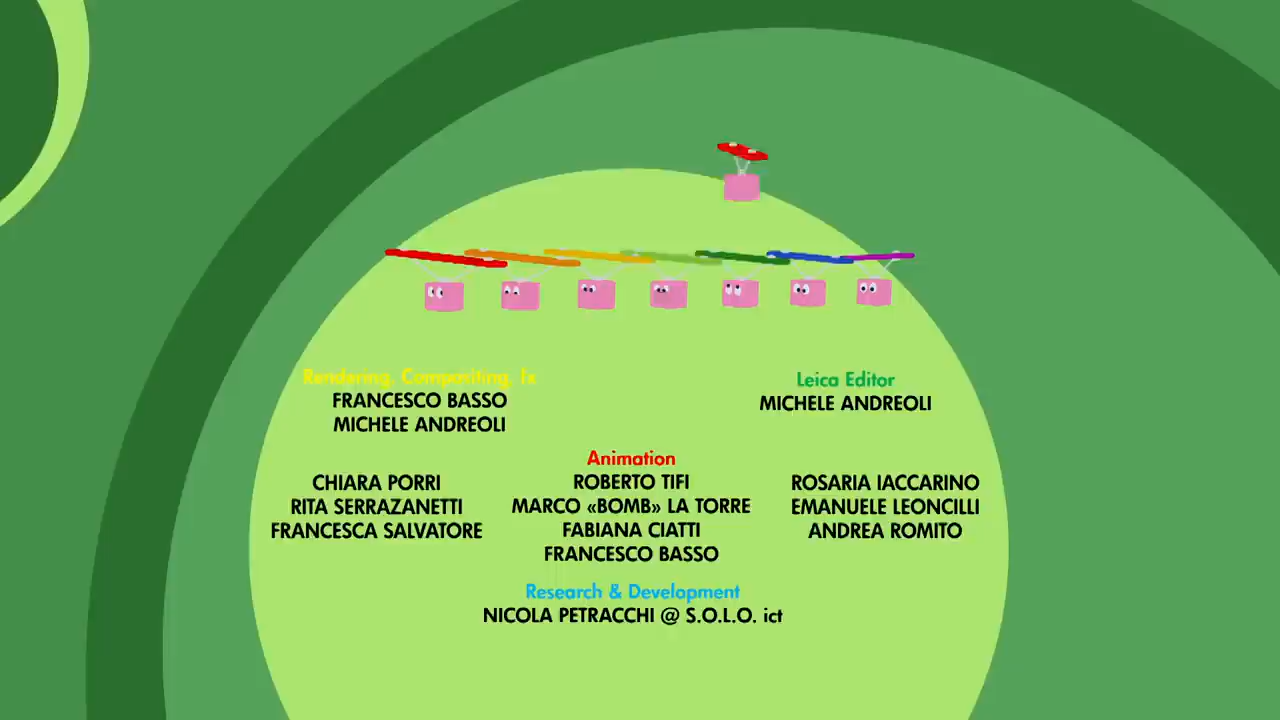 Rendering, Compositing, fx
FRANCESCO BASSO
MICHELE ANDREOLI
Leica Editor
MICHELE ANDREOLI
Animation
CHIARA PORRI
RITA SERRAZANETTI
FRANCESCA SALVATORE
ROBERTO TIFI
MARCO «BOMB» LA TORRE
FABIANA CIATTI
FRANCESCO BASSO
ROSARIA IACCARINO
EMANUELE LEONCILLI
ANDREA ROMITO
Research & Development
NICOLA PETRACCHI @ S.O.L.O. ict